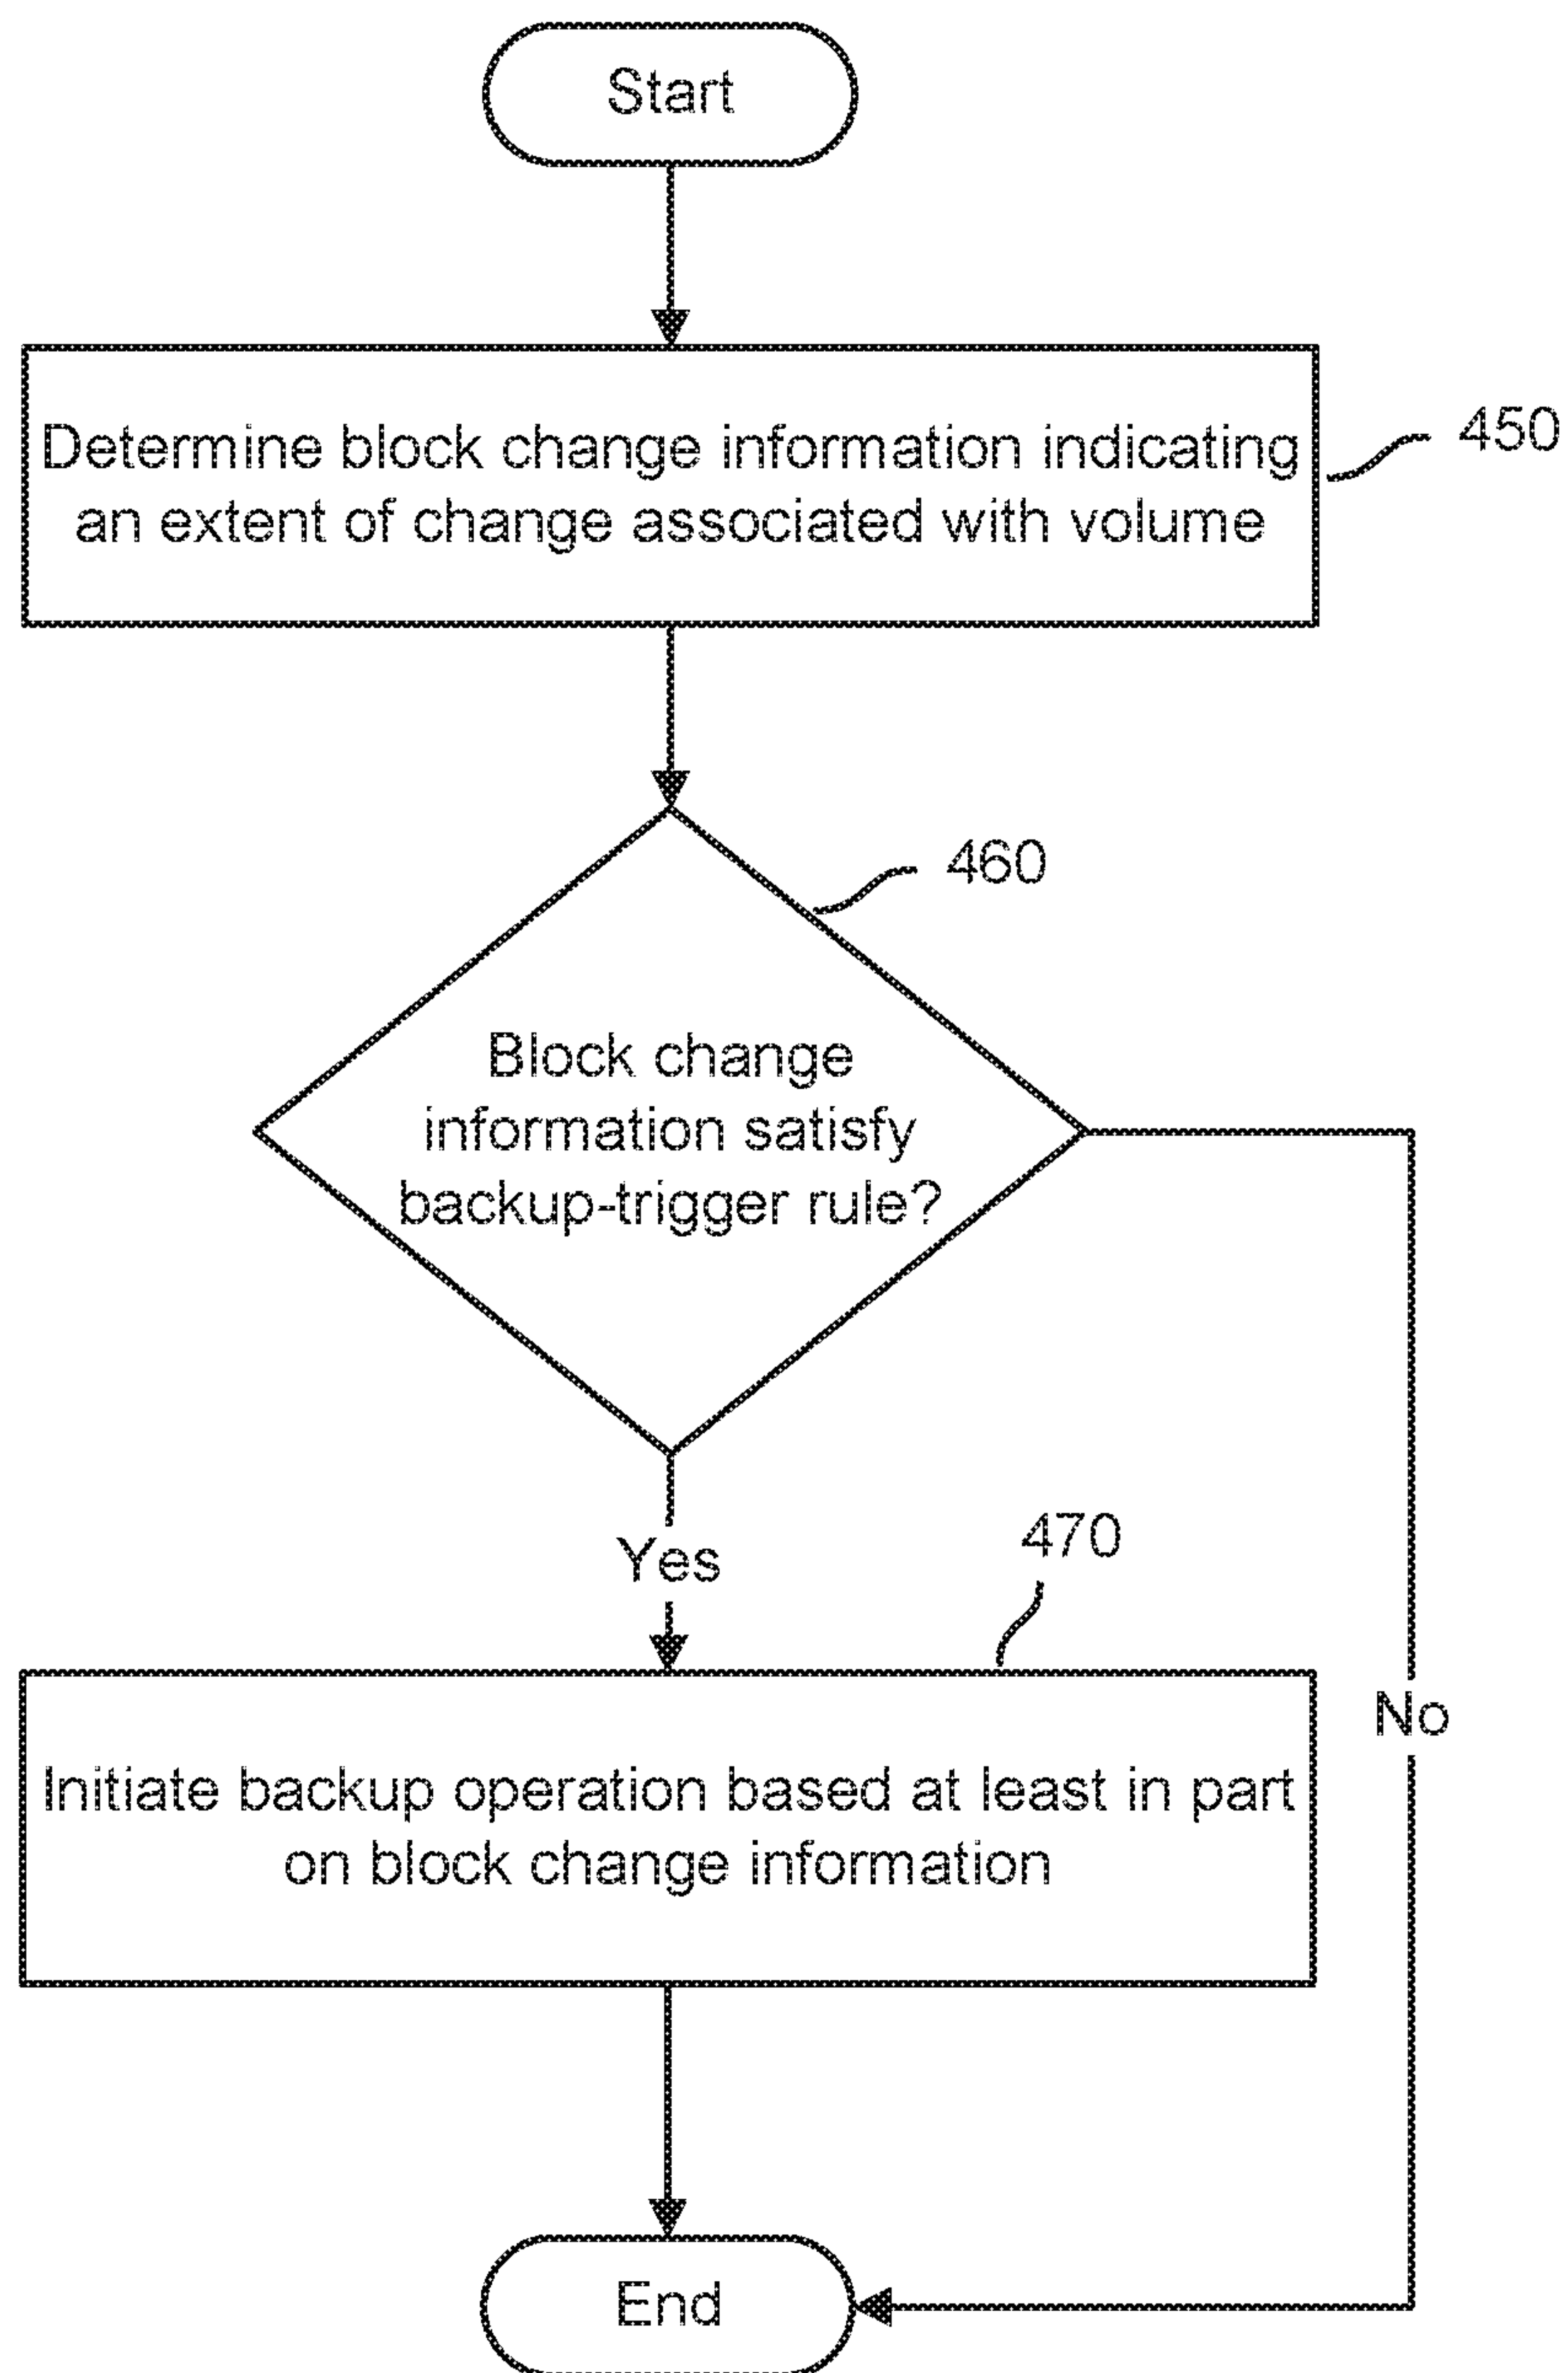 Start
Determine block change information indicating
an extent of change associated with volume
450
460
Block change
information satisfy
backup-trigger rule?
Yes
470
No
Initiate backup operation based at least in part
on block change information
End